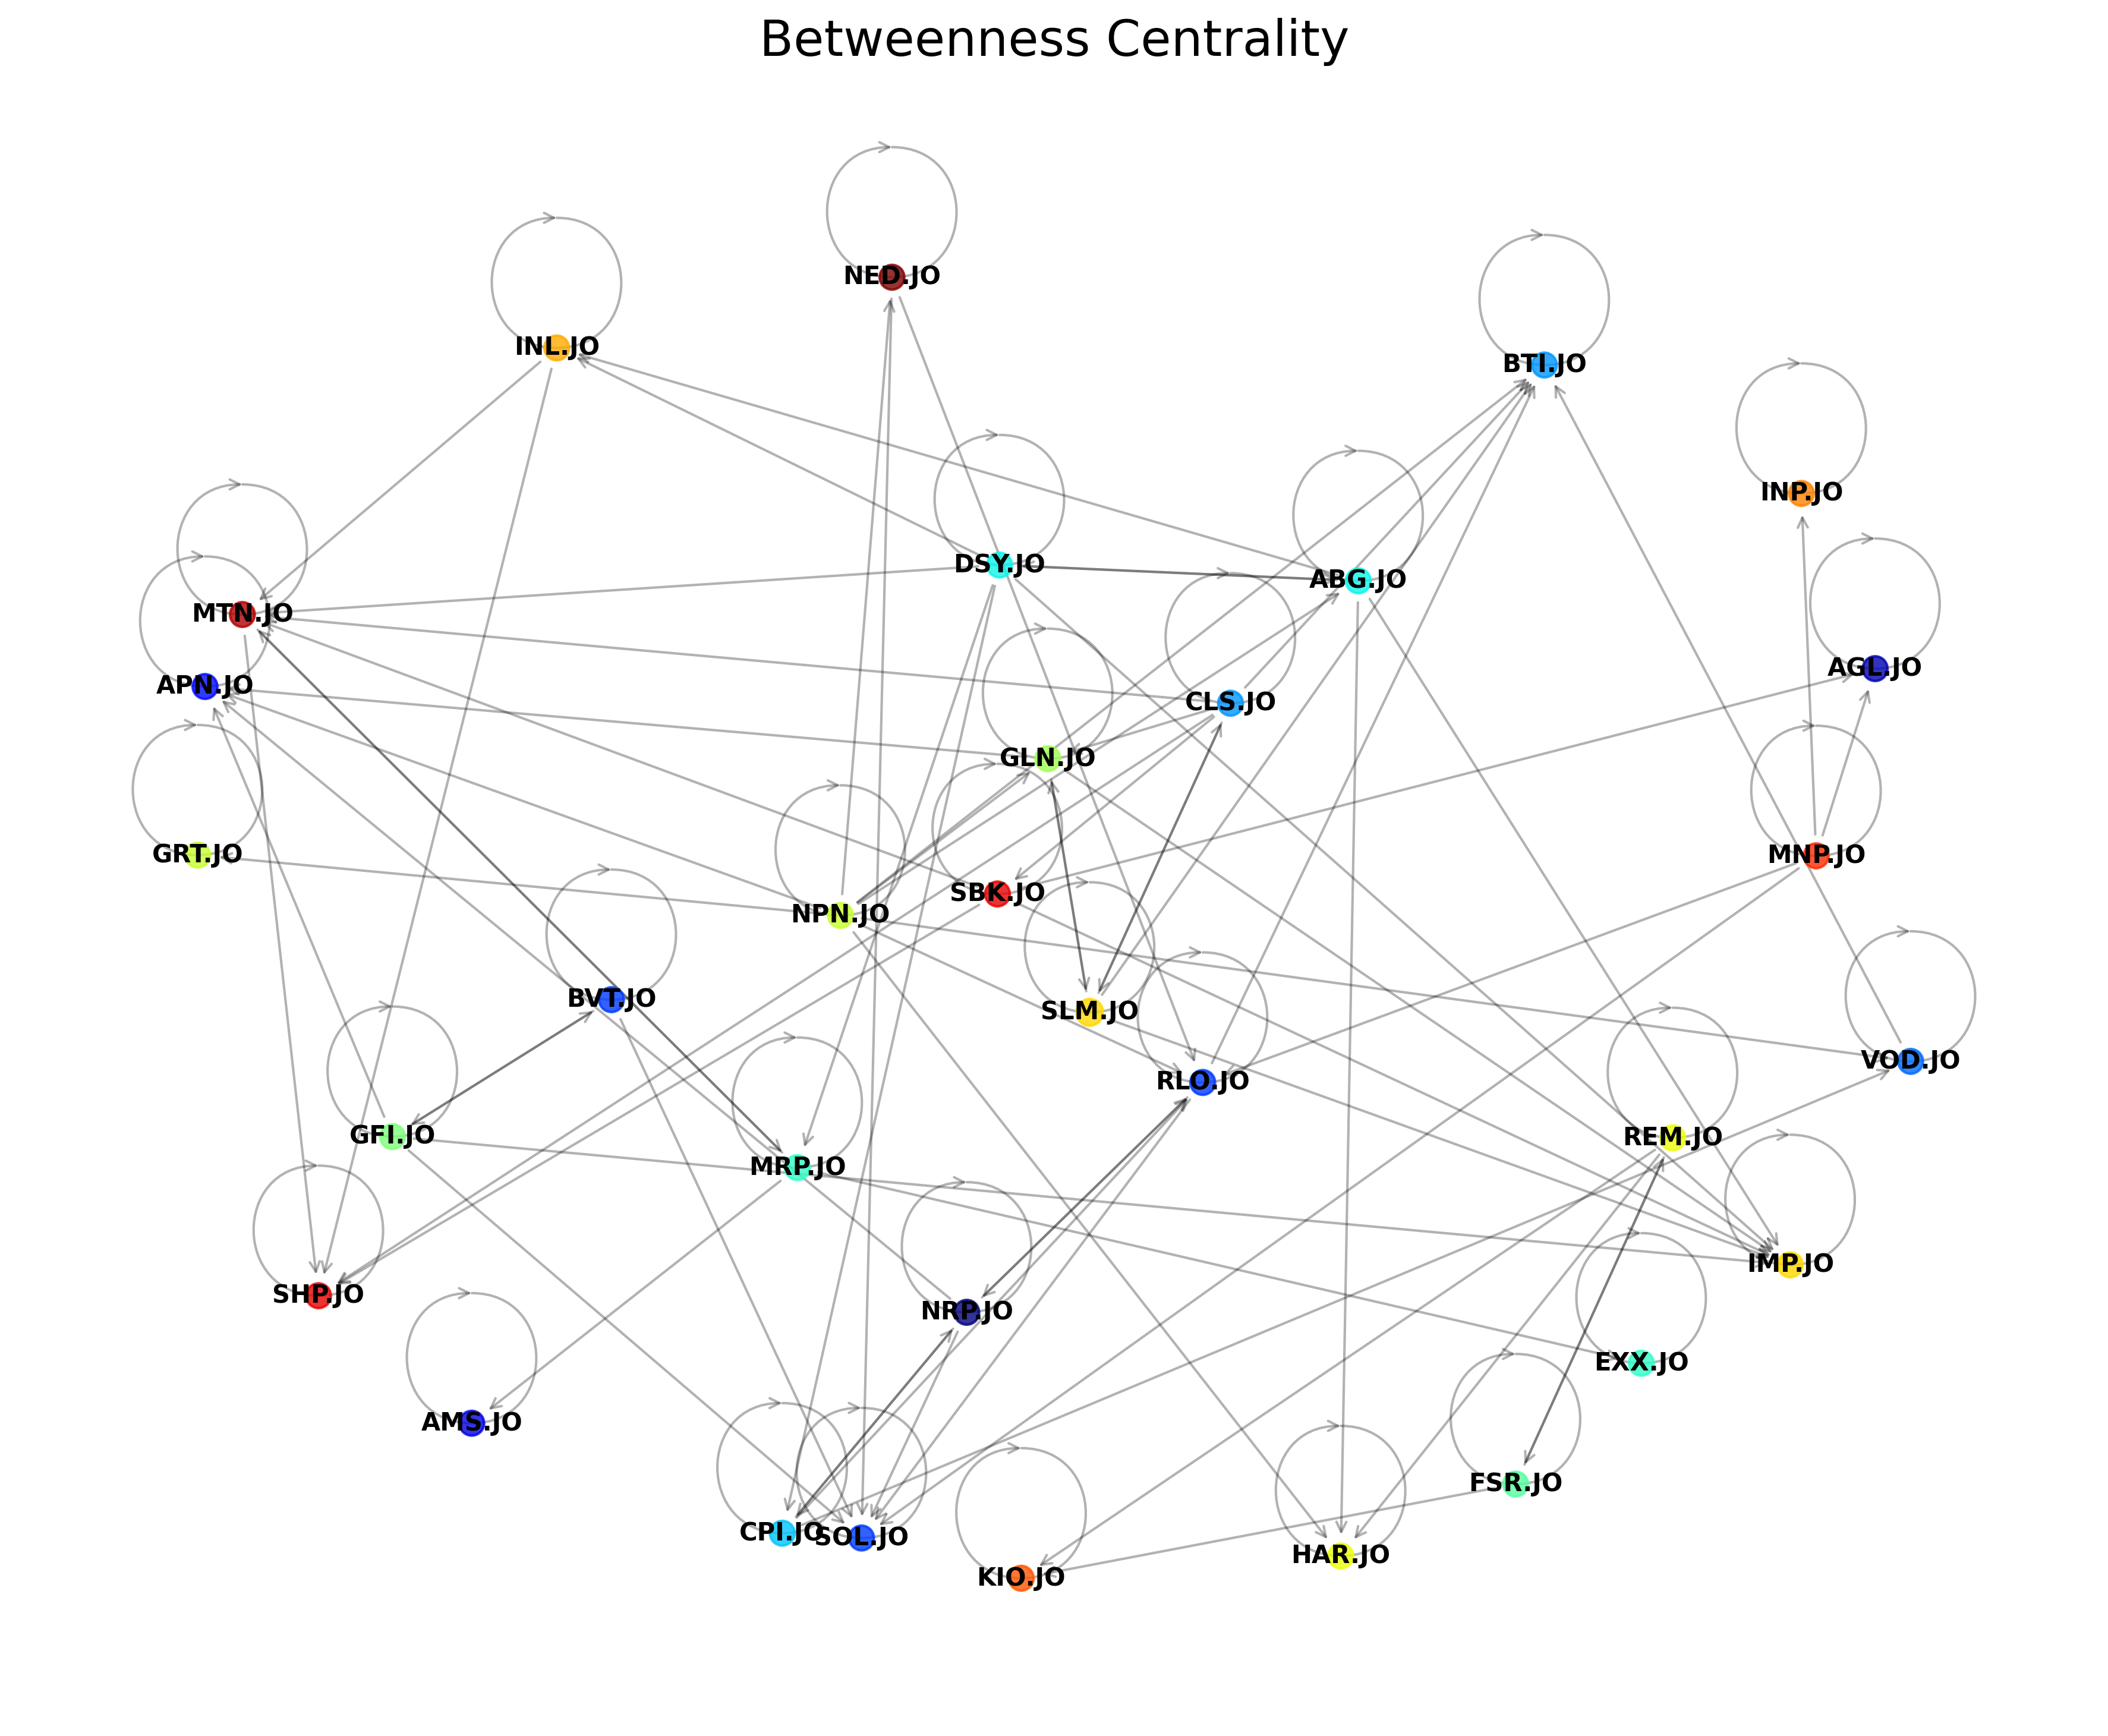 Betweenness Centrality
NED.JO
INL.JO
BTI.JO
INP.JO
DSY.JO
ABG.JO
MTN.JO
AGL.JO
APN.JO
CLS.JO
GLN.JO
GRT.JO
MNP.JO
SBK.JO
NPN.JO
BVT.JO
SLM.JO
VOD.JO
RLO.JO
GFI.JO
REM.JO
MRP.JO
IMP.JO
SHP.JO
NRP.JO
EXX.JO
AMS.JO
FSR.JO
CPI.JO
SOL.JO
HAR.JO
KIO.JO